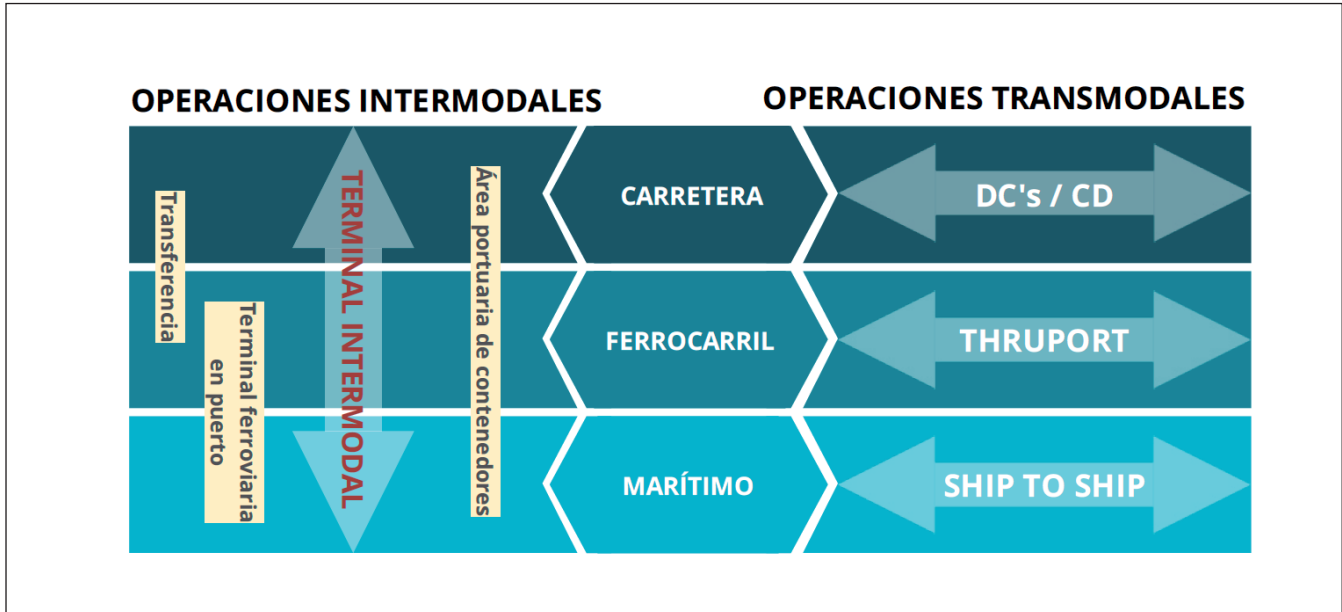 OPERACIONES INTERMODALES
OPERACIONES TRANSMODALES
Transferencia
Terminal ferroviaria
en puerto
TERMINAL INTERMODAL
Área portuaria de contenedores
CARRETERA
DC's / CD
FERROCARRIL
THRUPORT
MARÍTIMO
SHIP TO SHIP